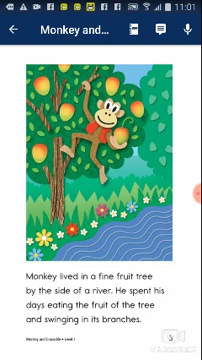 11:01
Monkey and...
Monkey lived in a fine fruit tree
by the side of a river. He spent his
days eating the fruit of the tree
and swinging in its branches.
Monkey and Crocodile • Level 1